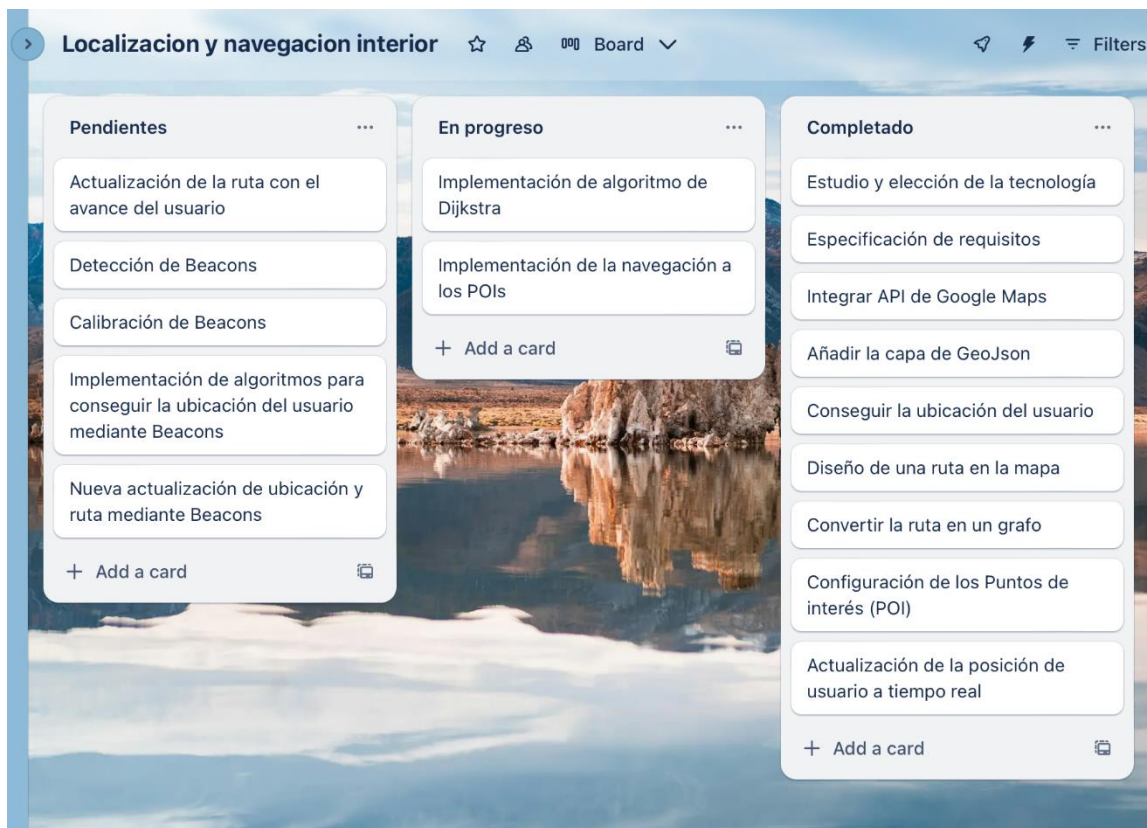 Localizacion y navegacion interior
Board
Filters
Pendientes
Actualización de la ruta con el
avance del usuario
Detección de Beacons
Calibración de Beacons
Implementación de algoritmos para
conseguir la ubicación del usuario
mediante Beacons
Nueva actualización de ubicación y
ruta mediante Beacons
+ Add a card
En progreso
Implementación de algoritmo de
Dijkstra
Implementación de la navegación a
los POIs
+ Add a card
Completado
Estudio y elección de la tecnología
Especificación de requisitos
Integrar API de Google Maps
Añadir la capa de GeoJson
Conseguir la ubicación del usuario
Diseño de una ruta en la mapa
Convertir la ruta en un grafo
Configuración de los Puntos de
interés (POI)
Actualización de la posición de
usuario a tiempo real
+ Add a card